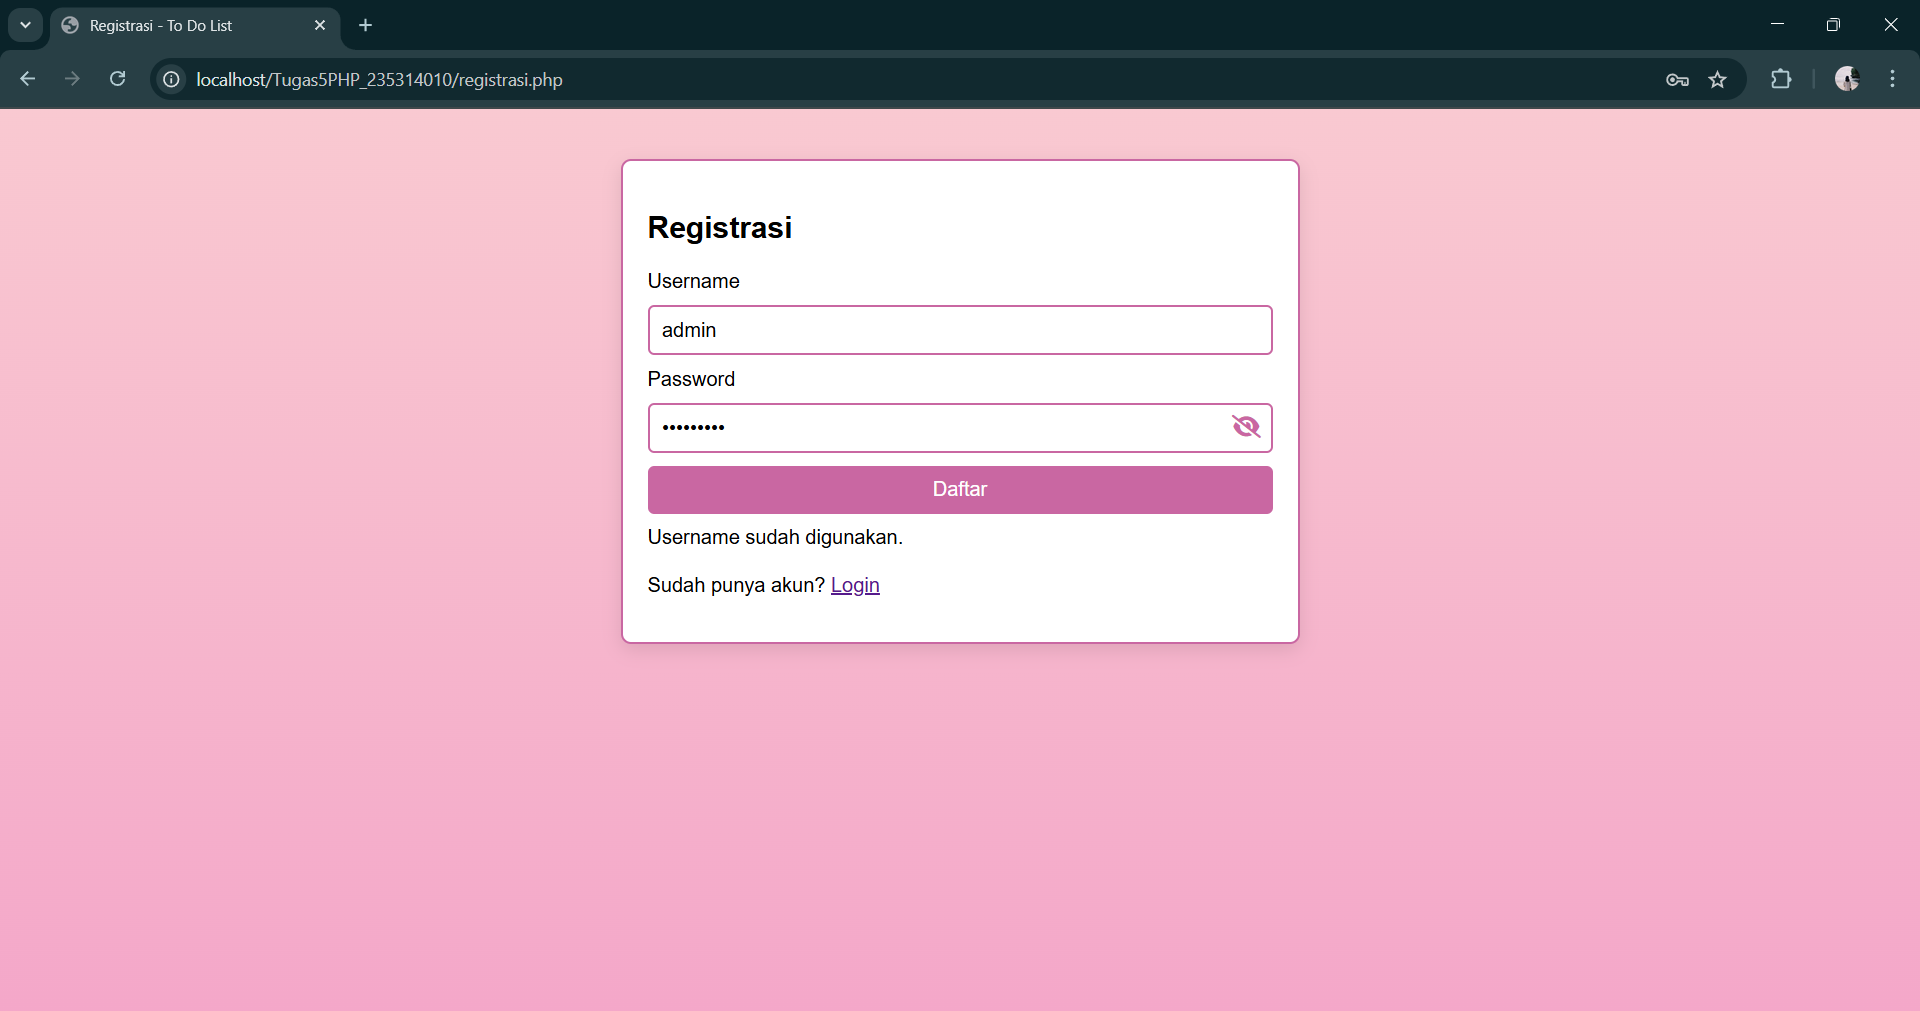 Registrasi - To Do List
localhost/Tugas5PHP_235314010/registrasi.php
Registrasi
Username
admin
Password
•••••••••
Daftar
Username sudah digunakan.
Sudah punya akun? Login